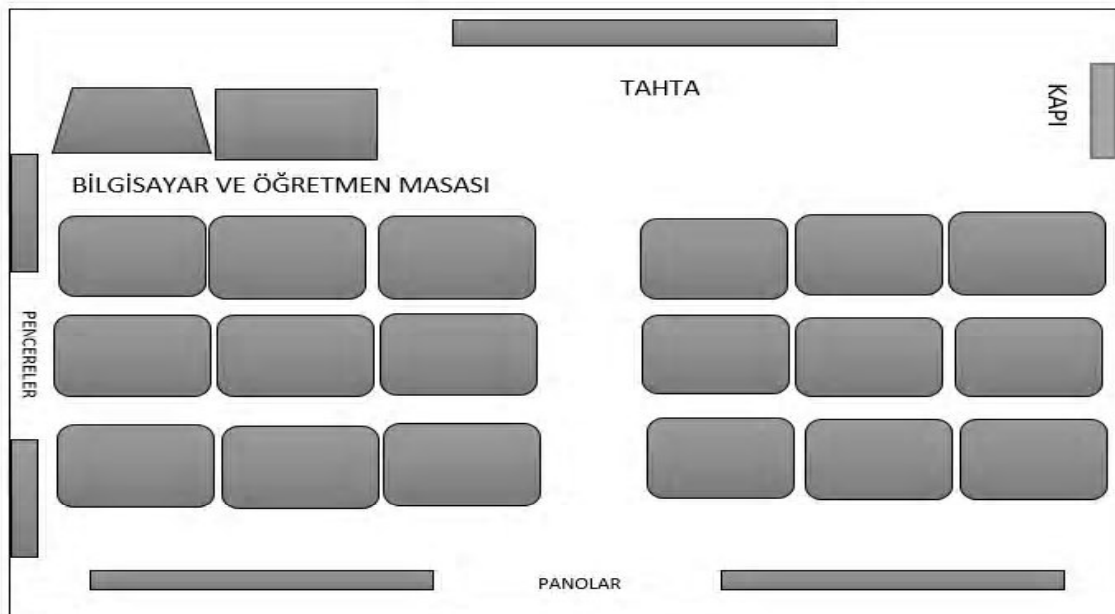 TAHTA
KAPI
BİLGİSAYAR VE ÖĞRETMEN MASASI
PENCERELER
PANOLAR